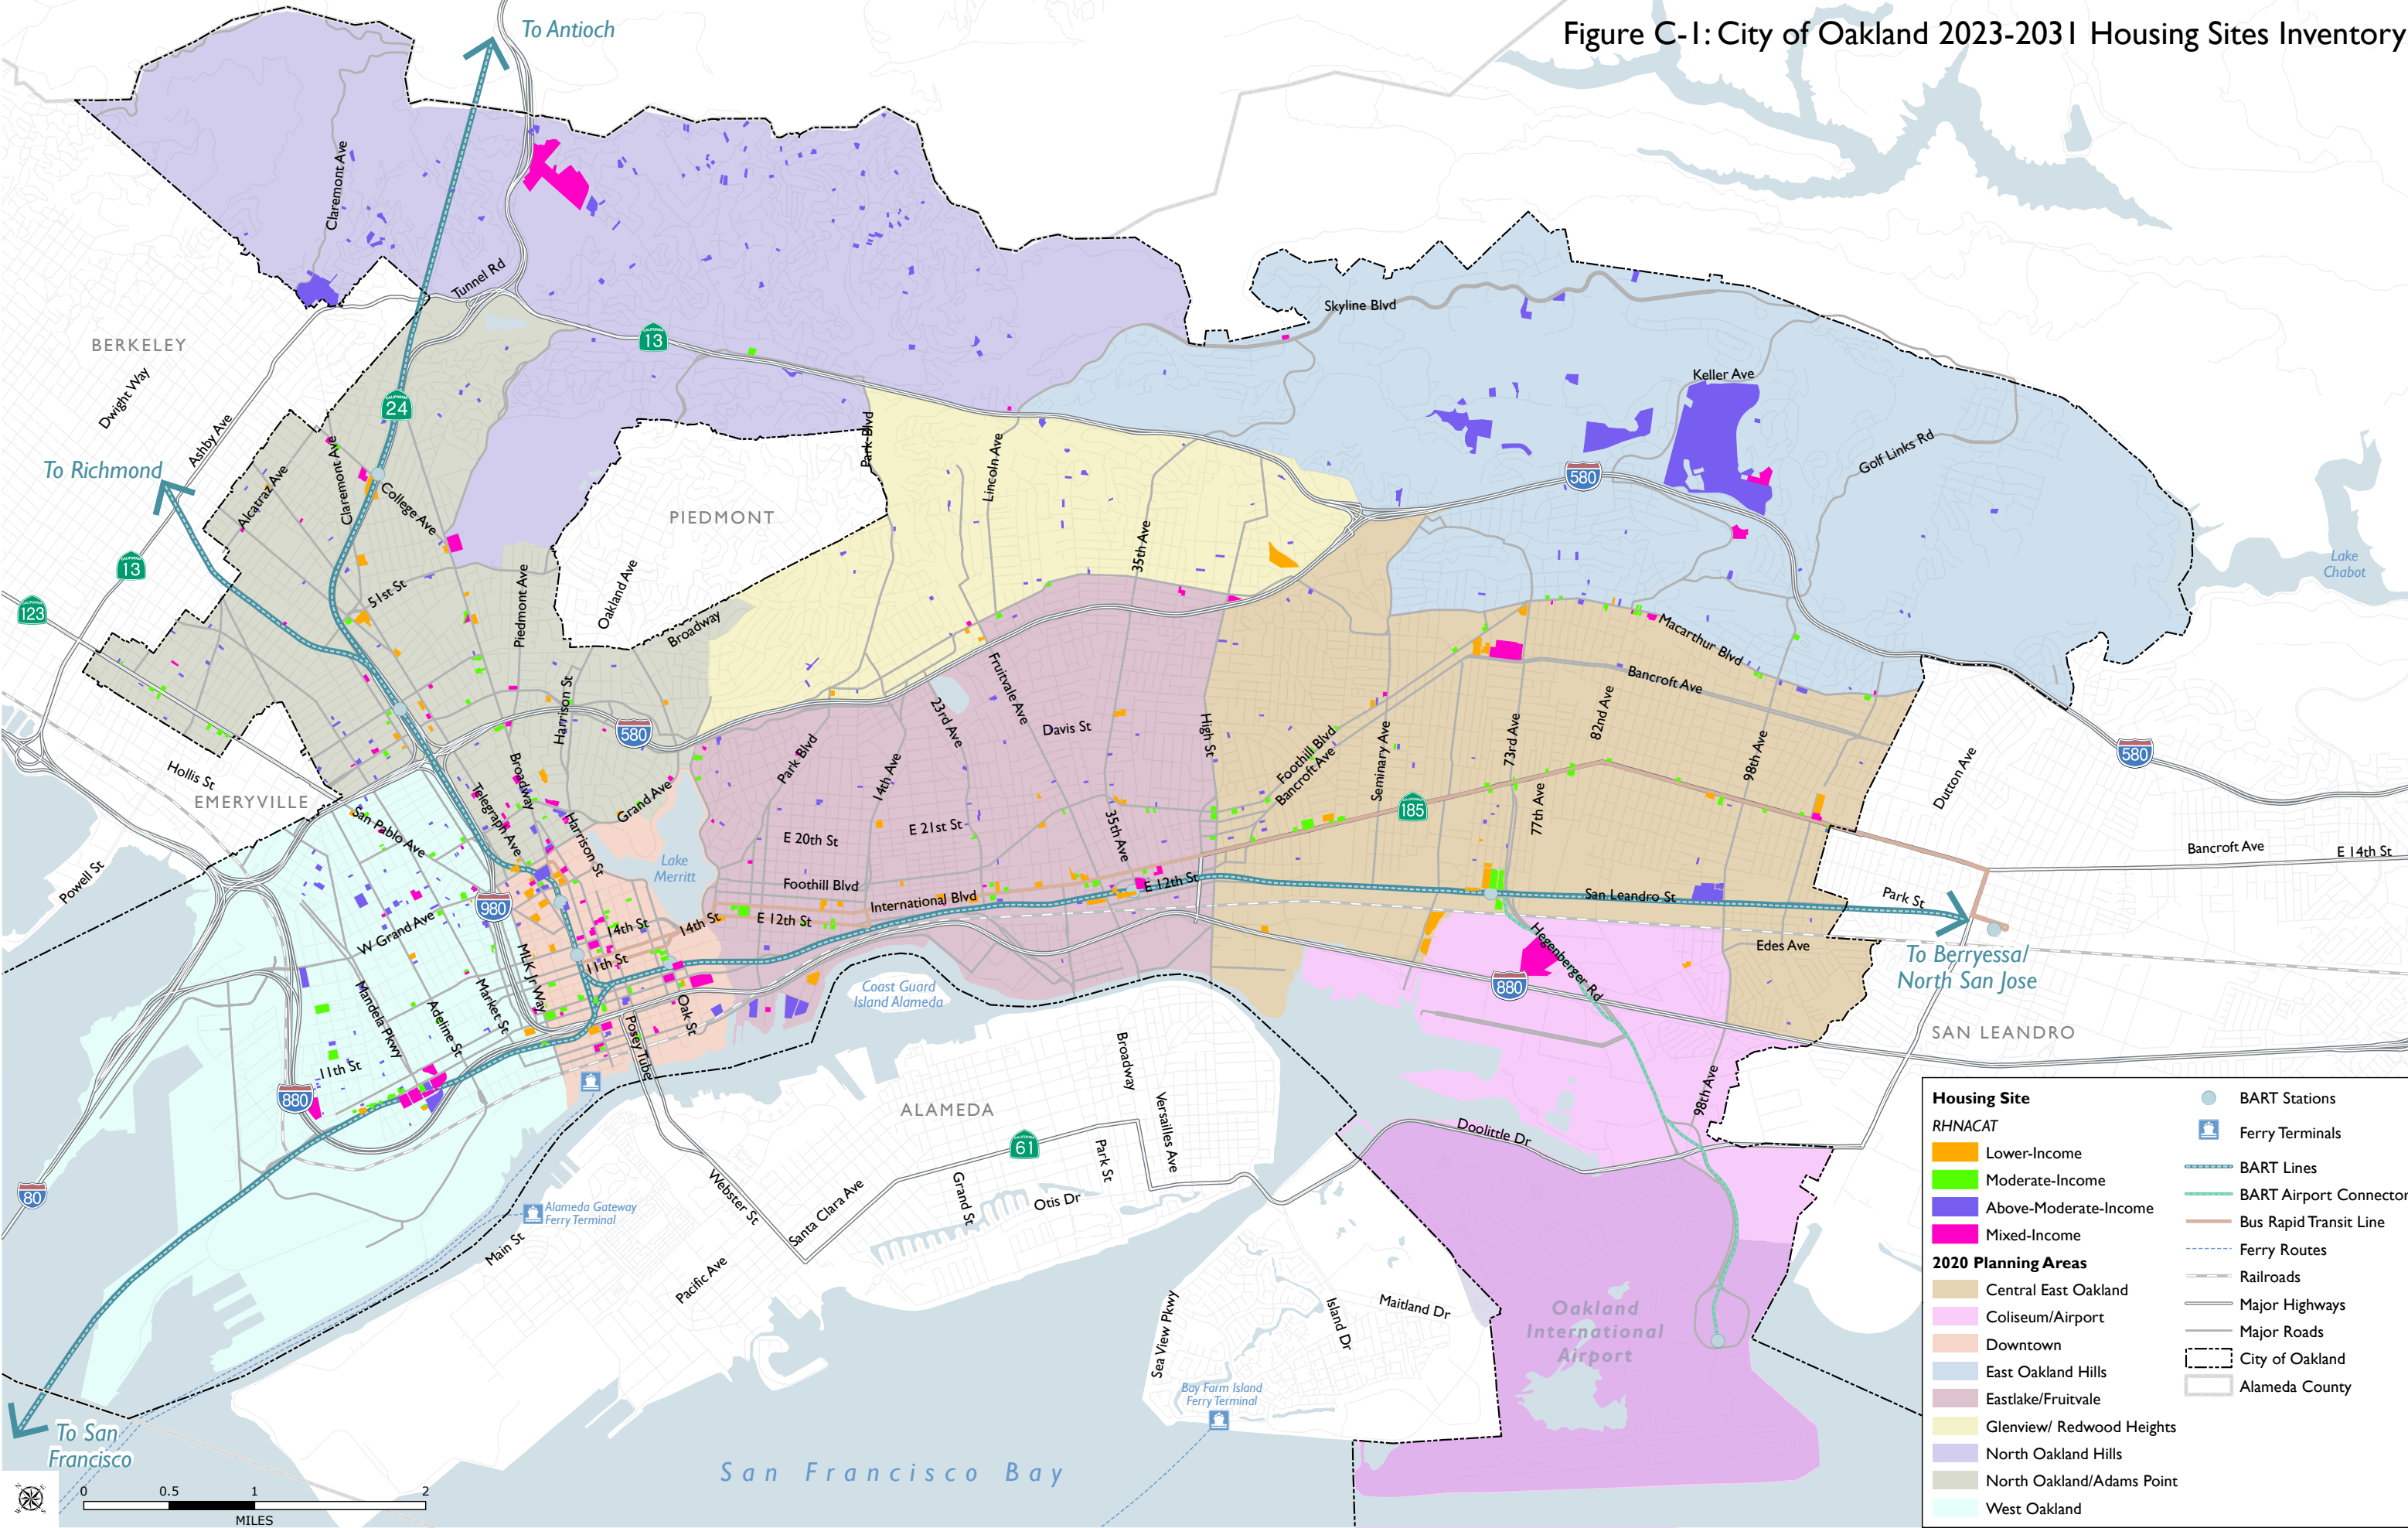 Figure C-1: City of Oakland 2023-2031 Housing Sites Inventory
To Antioch
Claremont Ave
Tunnel Rd
Skyline Blvd
BERKELEY
13
Dwight Way
Keller Ave
24
Ashby Ave
Claremont Ave
Park Blvd
Lincoln Ave
Golf Links Rd
To Richmond
Alcatraz Ave
College Ave
PIEDMONT
580
35th Ave
13
Lake
Chabot
123
51st St
Piedmont Ave
Oakland Ave
Broadway
Macarthur Blvd
Bancroft Ave
Fruitvale Ave
23rd Ave
Davis St
High St
Harrison St
580
Park Blvd
14th Ave
Foothill Blvd
Bancroft Ave
Seminary Ave
73rd Ave
82nd Ave
98th Ave
580
Dutton Ave
Hollis St
EMERYVILLE
Broadway
Telegraph Ave
Grand Ave
Harrison St
San Pablo Ave
E 20th St
E 21st St
35th Ave
185
77th Ave
Bancroft Ave
E 14th St
Powell St
Lake
Merritt
Foothill Blvd
International Blvd
E 12th St
E 12th St
San Leandro St
Park St
980
W Grand Ave
14th St
14th St
11th St
MLK Jr Way
Edes Ave
To Berryessa/
North San Jose
Hegenberger Rd
880
Coast Guard
Island Alameda
Mandela Pkwy
Adeline St
Market St
Oak St
Posey Tube
SAN LEANDRO
11th St
880
Broadway
Versailles Ave
98th Ave
ALAMEDA
61
Park St
Doolittle Dr
80
Alameda Gateway
Ferry Terminal
Main St
Webster St
Santa Clara Ave
Grand St
Otis Dr
Pacific Ave
Sea View Pkwy
Island Dr
Maitland Dr
Oakland
International
Airport
Bay Farm Island
Ferry Terminal
To San
Francisco
San Francisco Bay
0 0.5 1 2
MILES
Housing Site
RHNACAT
Lower-Income
Moderate-Income
Above-Moderate-Income
Mixed-Income
2020 Planning Areas
Central East Oakland
Coliseum/Airport
Downtown
East Oakland Hills
Eastlake/Fruitvale
Glenview/ Redwood Heights
North Oakland Hills
North Oakland/Adams Point
West Oakland
BART Stations
Ferry Terminals
BART Lines
BART Airport Connector
Bus Rapid Transit Line
Ferry Routes
Railroads
Major Highways
Major Roads
City of Oakland
Alameda County